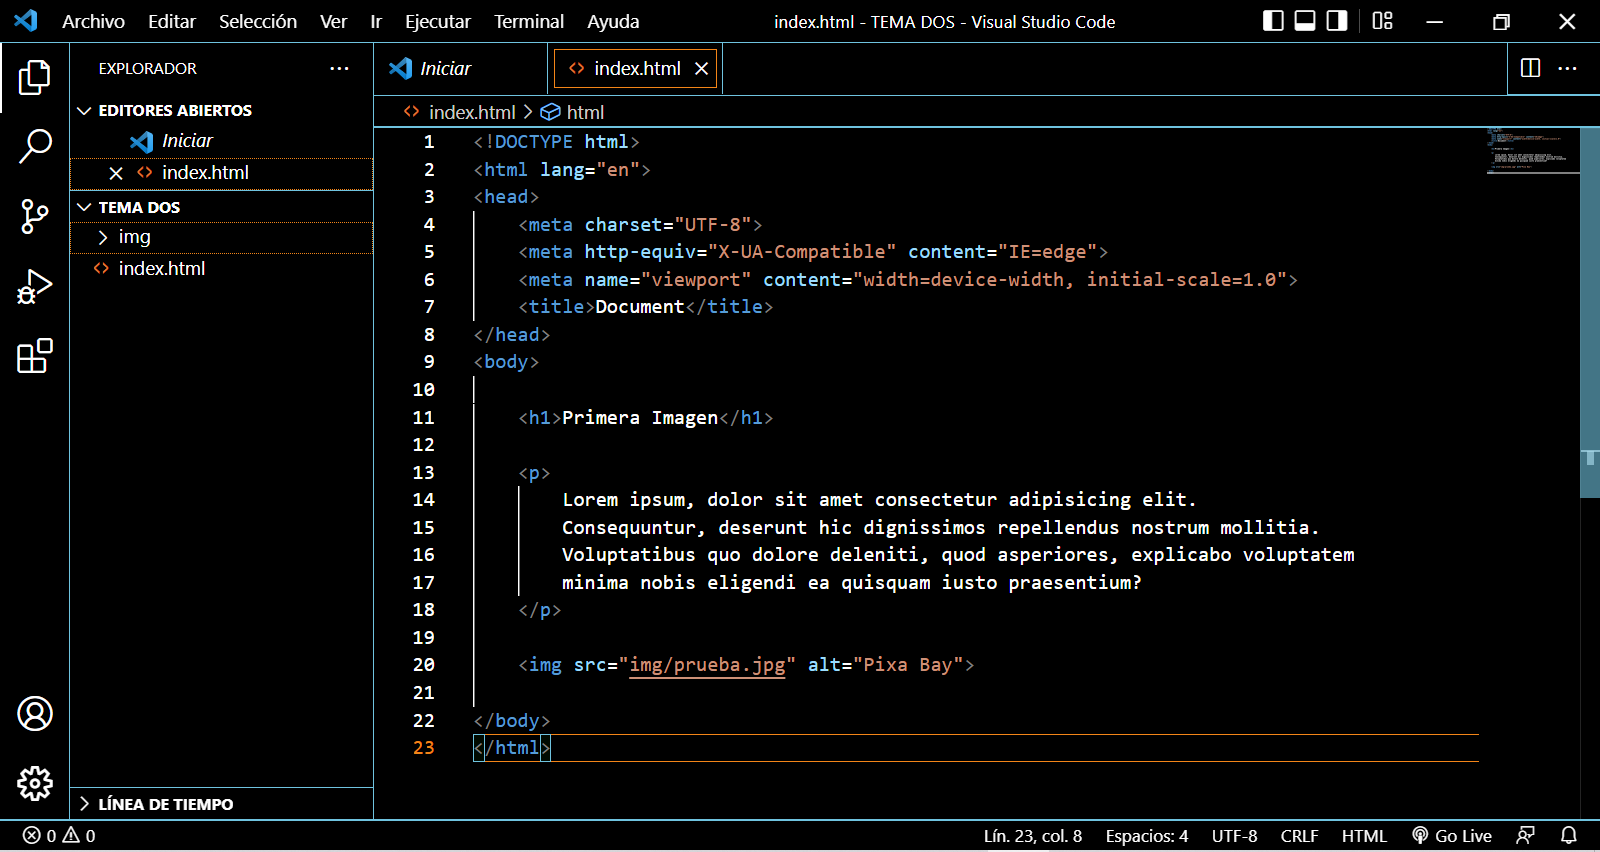 Archivo Editar Selección Ver Ir Ejecutar Terminal Ayuda index.html - TEMA DOS - Visual Studio Code
EXPLORADOR ···
EDITORES ABIERTOS
Iniciar
index.html
TEMA DOS
img
index.html
LÍNEA DE TIEMPO
Iniciar index.html
index.html > html
1 <!DOCTYPE html>
2 <html lang="en">
3 <head>
4 <meta charset="UTF-8">
5 <meta http-equiv="X-UA-Compatible" content="IE=edge">
6 <meta name="viewport" content="width=device-width, initial-scale=1.0">
7 <title>Document</title>
8 </head>
9 <body>
10
11 <h1>Primera Imagen</h1>
12
13 <p>
14 Lorem ipsum, dolor sit amet consectetur adipisicing elit.
15 Consequuntur, deserunt hic dignissimos repellendus nostrum mollitia.
16 Voluptatibus quo dolore deleniti, quod asperiores, explicabo voluptatem
17 minima nobis eligendi ea quisquam iusto praesentium?
18 </p>
19
20 <img src="img/prueba.jpg" alt="Pixa Bay">
21
22 </body>
23 </html>
0 0 Lín. 23, col. 8 Espacios: 4 UTF-8 CRLF HTML Go Live